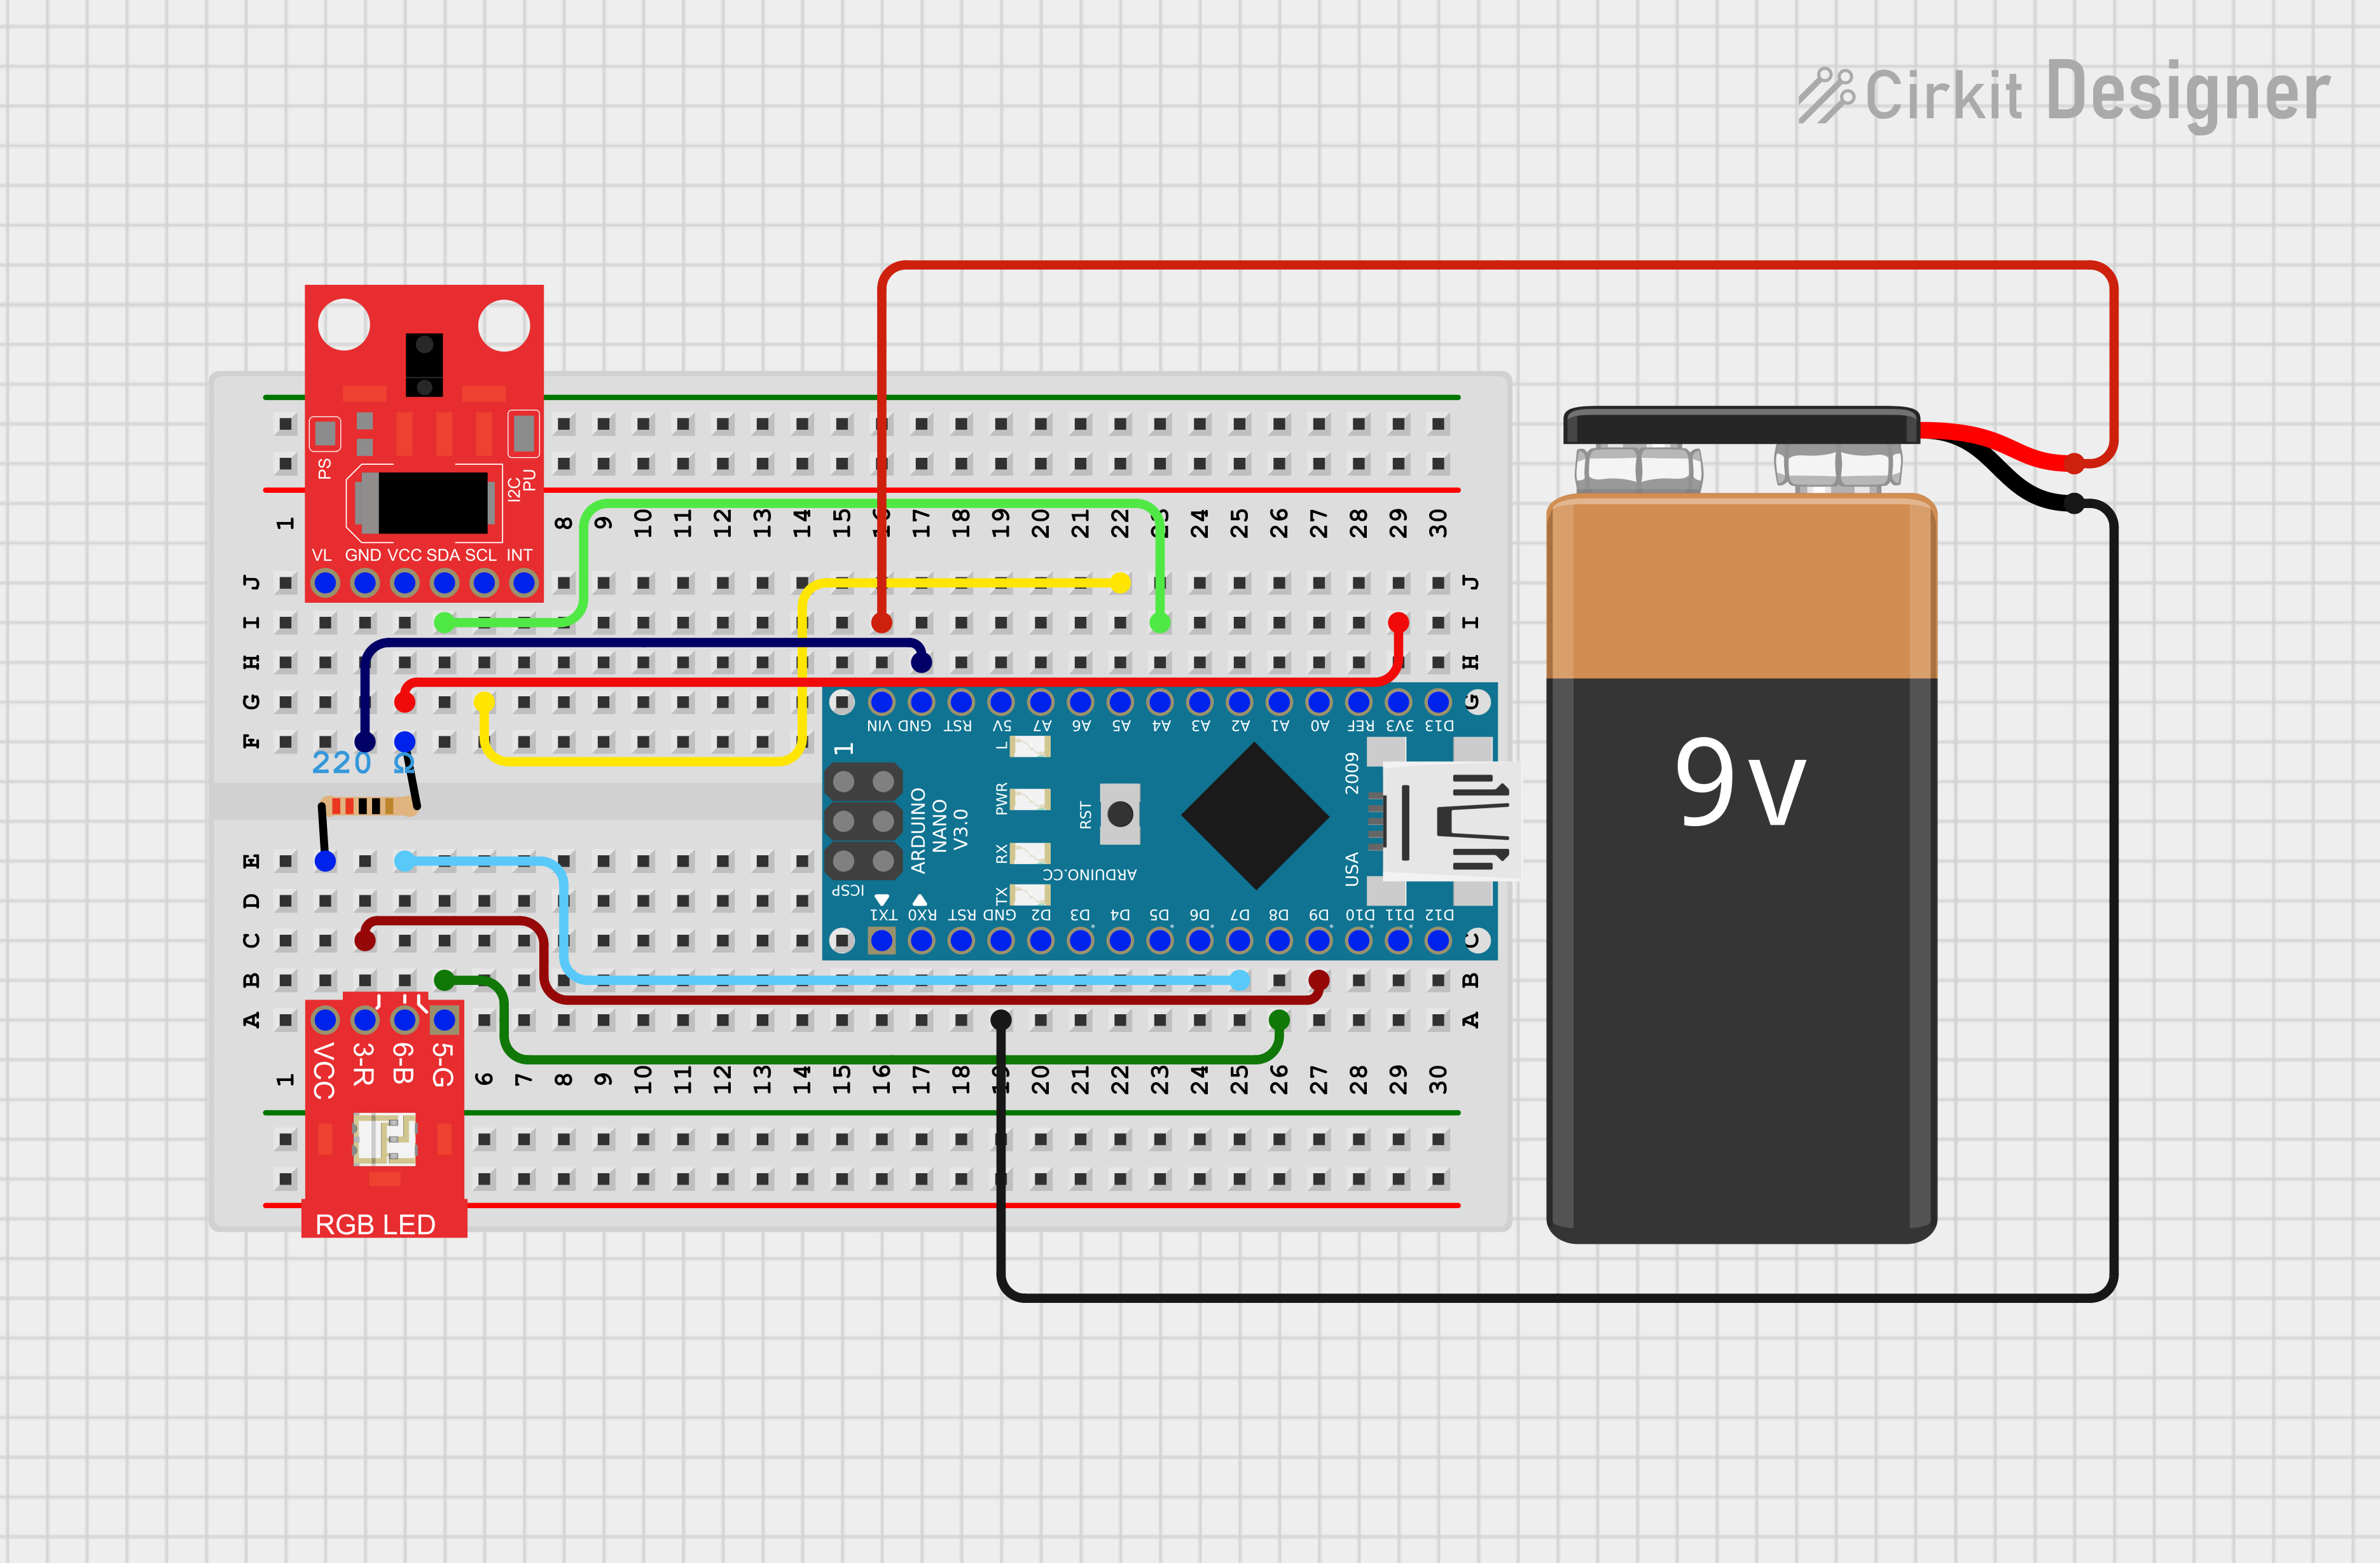 Cirkit Designer
PS
I2C
PU
VL GND VCC SDA SCL INT
1 8 9 10 11 12 13 14 15 16 17 18 19 20 21 22 23 24 25 26 27 28 29 30
J J
I I
H H
G G
F
220 Ω
VIN GND RST 5V A7 A6 A5 A4 A3 A2 A1 A0 REF 3V3 D13
1
L
PWR
RX
TX
RST
2009
USA
ARDUINO
NANO
V3.0
ARDUINO.CC
ICSP
TX1 RX0 RST GND D2 D3 D4 D5 D6 D7 D8 D9 D10 D11 D12
E
D
C C
B B
A A
VCC
3-R
6-B
5-G
1 6 7 8 9 10 11 12 13 14 15 16 17 18 19 20 21 22 23 24 25 26 27 28 29 30
RGB LED
9v